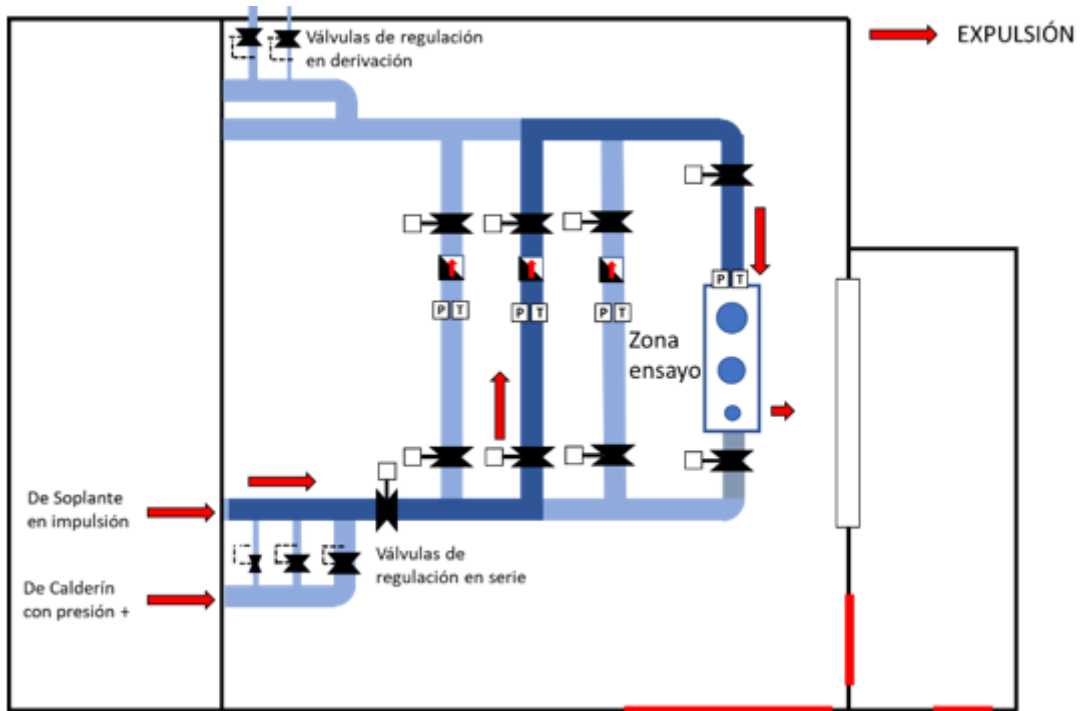 Válvulas de regulación
en derivación
EXPULSIÓN
P T
Zona
ensayo
P T
P T
P T
De Soplante
en impulsión
Válvulas de
regulación en serie
De Calderín
con presión +